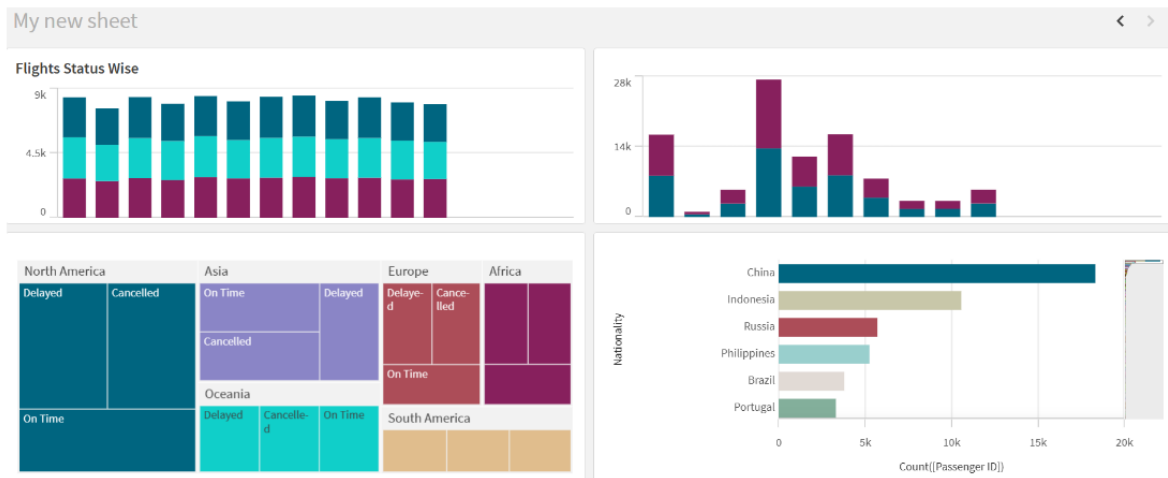 My new sheet
Flights Status Wise
9k
4.5k
0
28k
14k
0
North America
Delayed
Cancelled
On Time
Asia
On Time
Delayed
Cancelled
Oceania
Delayed
Cancelle-
d
On Time
Europe
Delaye-
d
Cance-
lled
On Time
Africa
South America
Nationality
China
Indonesia
Russia
Philippines
Brazil
Portugal
0
5k
10k
15k
20k
Count([Passenger ID])